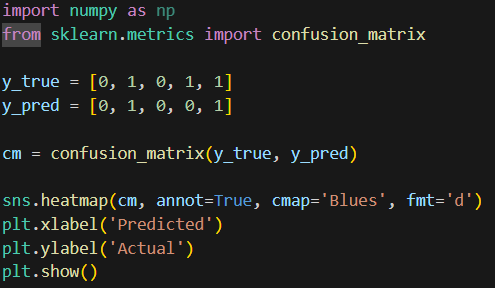 import numpy as np
from sklearn.metrics import confusion_matrix
y_true = [0, 1, 0, 1, 1]
y_pred = [0, 1, 0, 0, 1]
cm = confusion_matrix(y_true, y_pred)
sns.heatmap(cm, annot=True, cmap='Blues', fmt='d')
plt.xlabel('Predicted')
plt.ylabel('Actual')
plt.show()